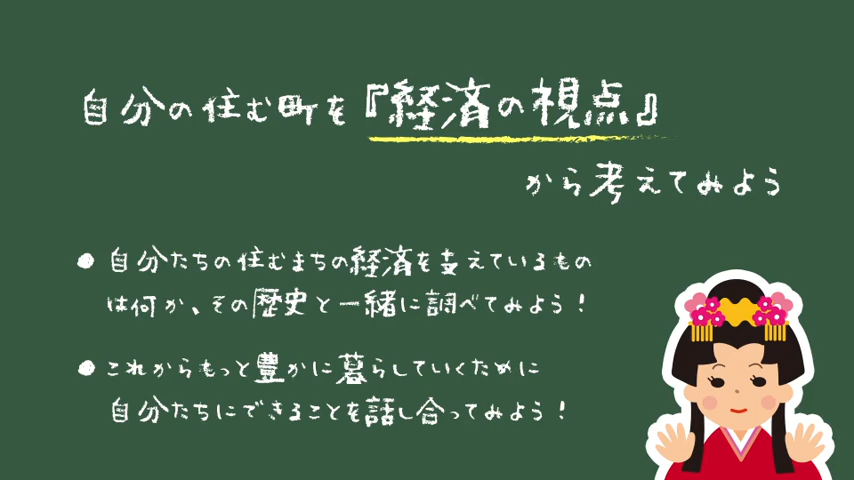 自分の住む町を『経済の視点』
から考えてみよう
● 自分たちの住むまちの経済を支えているもの
は何か、その歴史と一緒に調べてみよう！
● これからもっと豊かに暮らしていくために
自分たちにできることを話し合ってみよう！